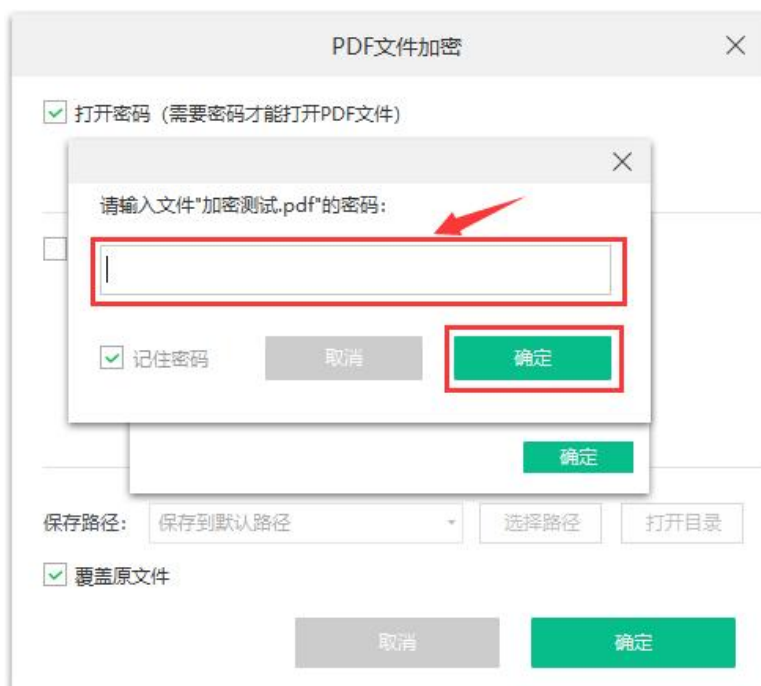 PDF文件加密
打开密码（需要密码才能打开PDF文件）
请输入文件"加密测试.pdf"的密码：
记住密码
取消
确定
确定
保存路径：
保存到默认路径
选择路径
打开目录
覆盖原文件
取消
确定